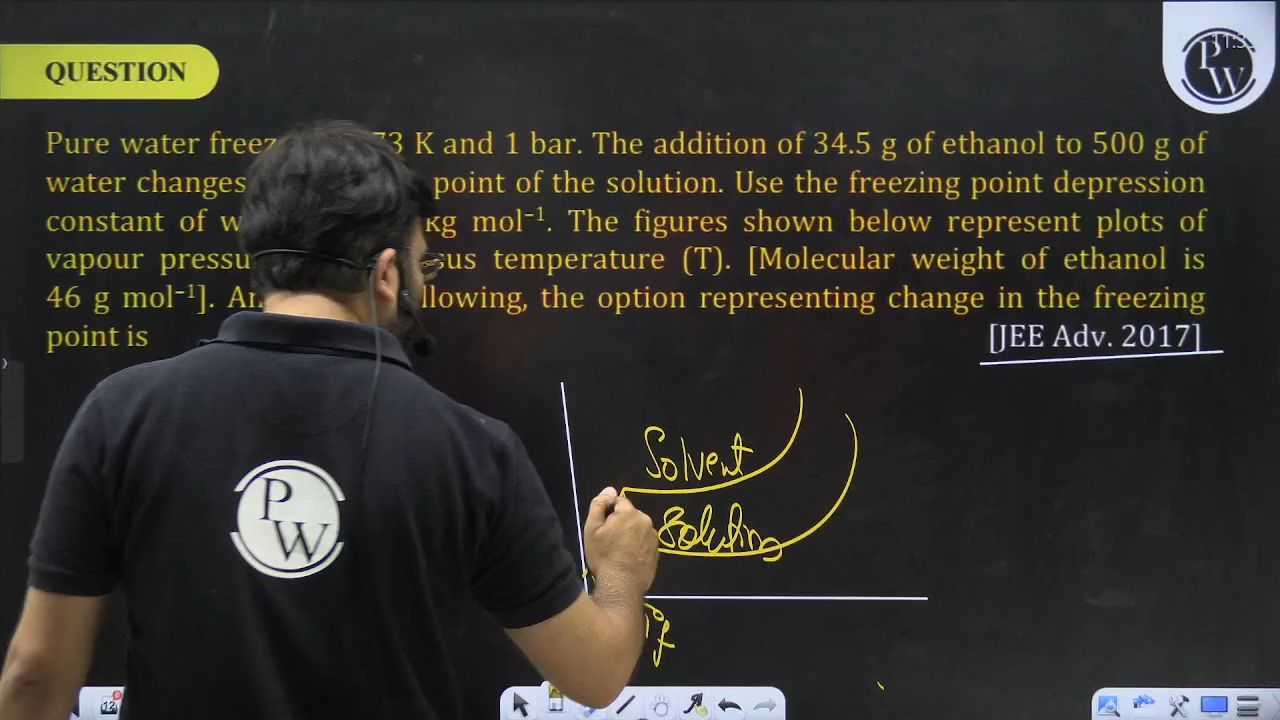 QUESTION
Pure water freez 73 K and 1 bar. The addition of 34.5 g of ethanol to 500 g of
water changes point of the solution. Use the freezing point depression
constant of w kg mol⁻¹. The figures shown below represent plots of
vapour pressu sus temperature (T). [Molecular weight of ethanol is
46 g mol⁻¹]. An llowing, the option representing change in the freezing
point is [JEE Adv. 2017]
Solvent
Solution
PW
PW
12